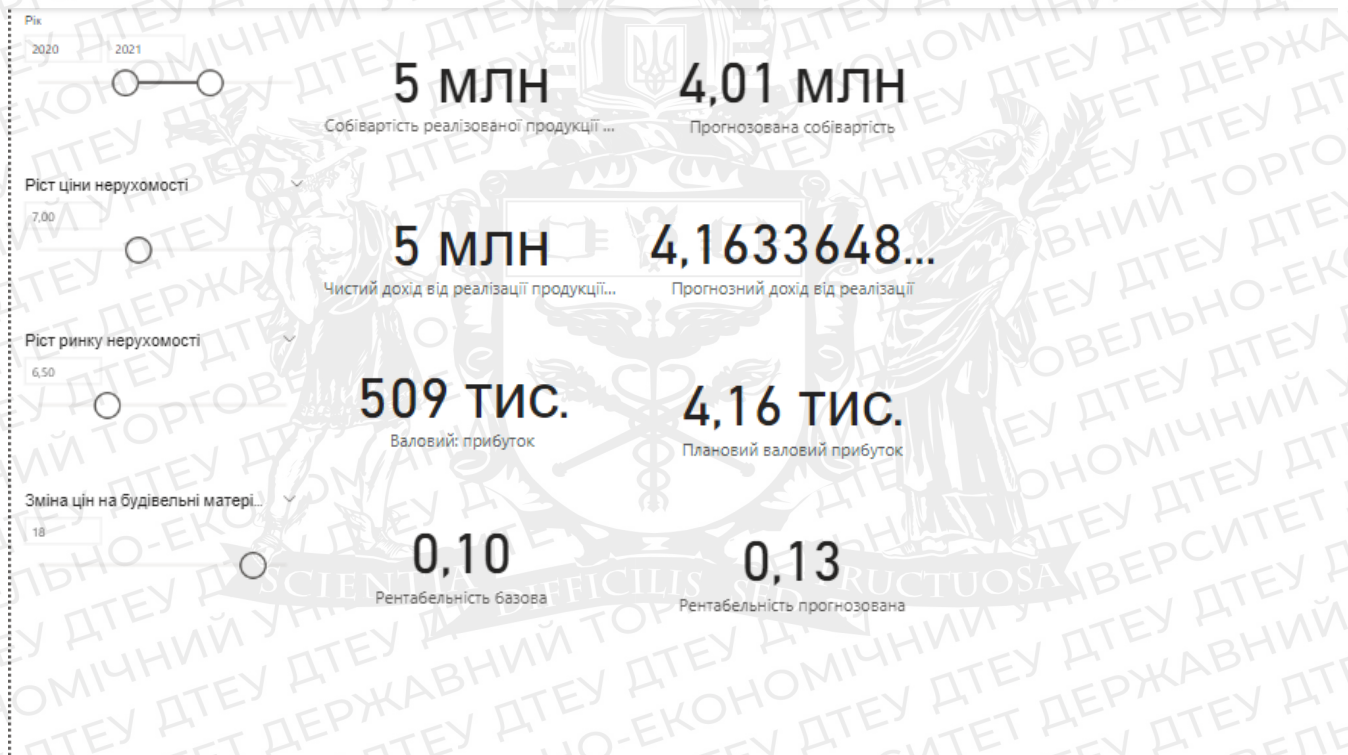 Рік
2020 2021
5 млн
Собівартість реалізованої продукції ...
4,01 млн
Прогнозована собівартість
Ріст ціни нерухомості
7,00
5 млн
Чистий дохід від реалізації продукції...
4,1633648...
Прогнозний дохід від реалізації
Ріст ринку нерухомості
6,50
509 тис.
Валовий: прибуток
4,16 тис.
Плановий валовий прибуток
Зміна цін на будівельні матері...
18
0,10
Рентабельність базова
0,13
Рентабельність прогнозована